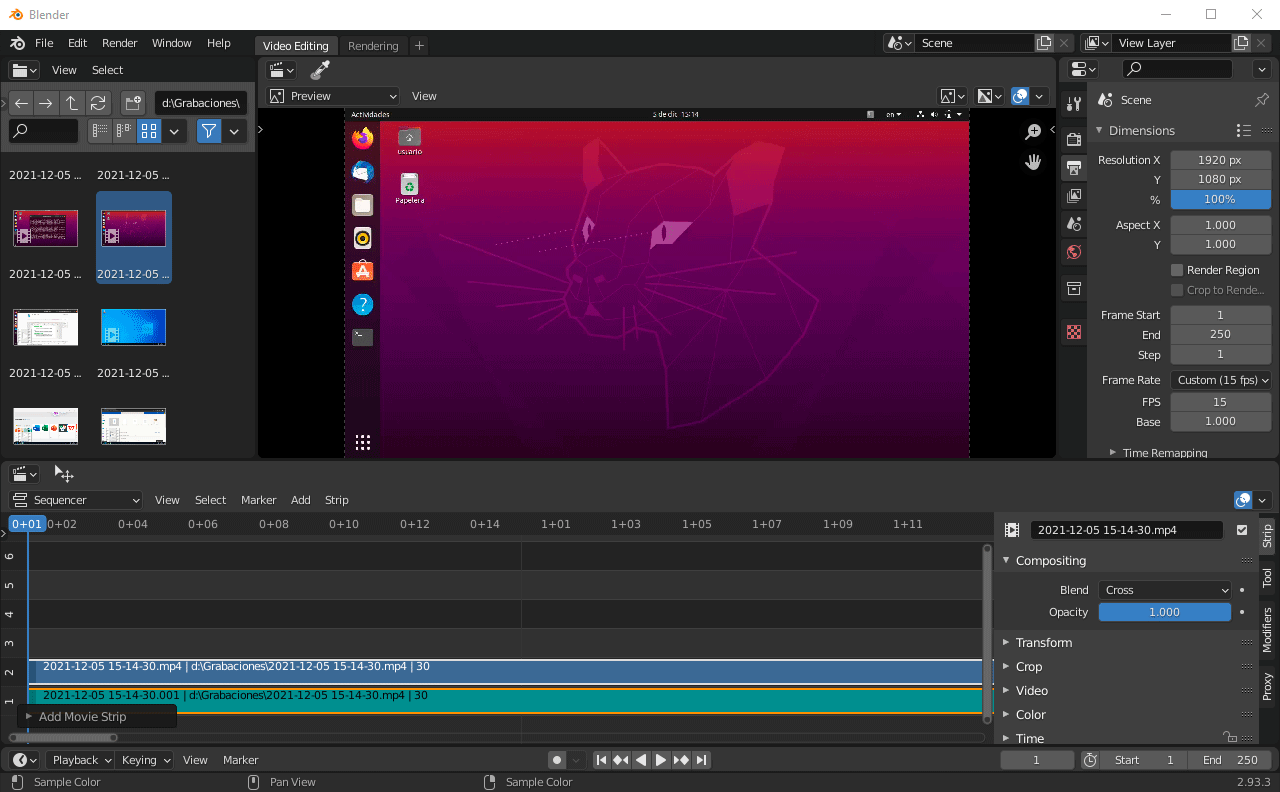 Blender
File Edit Render Window Help
Video Editing Rendering +
Scene
View Layer
View Select
d:\Grabaciones\
Preview View
2021-12-05 ... 2021-12-05 ...
2021-12-05 ... 2021-12-05 ...
2021-12-05 ... 2021-12-05 ...
Actividades 5 de dic 15:14 en
usuario
Papelera
Scene
Dimensions
Resolution X 1920 px
Y 1080 px
% 100%
Aspect X 1.000
Y 1.000
Render Region
Crop to Rende...
Frame Start 1
End 250
Step 1
Frame Rate Custom (15 fps)
FPS 15
Base 1.000
Time Remapping
Sequencer View Select Marker Add Strip
0+01 0+02 0+04 0+06 0+08 0+10 0+12 0+14 1+01 1+03 1+05 1+07 1+09 1+11
6
5
4
3
2
1
2021-12-05 15-14-30.mp4 | d:\Grabaciones\2021-12-05 15-14-30.mp4 | 30
2021-12-05 15-14-30.001 | d:\Grabaciones\2021-12-05 15-14-30.mp4 | 30
Add Movie Strip
2021-12-05 15-14-30.mp4
Compositing
Blend Cross
Opacity 1.000
Transform
Crop
Video
Color
Time
Strip
Tool
Modifiers
Proxy
Playback Keying View Marker
1 Start 1 End 250
Sample Color Pan View Sample Color 2.93.3